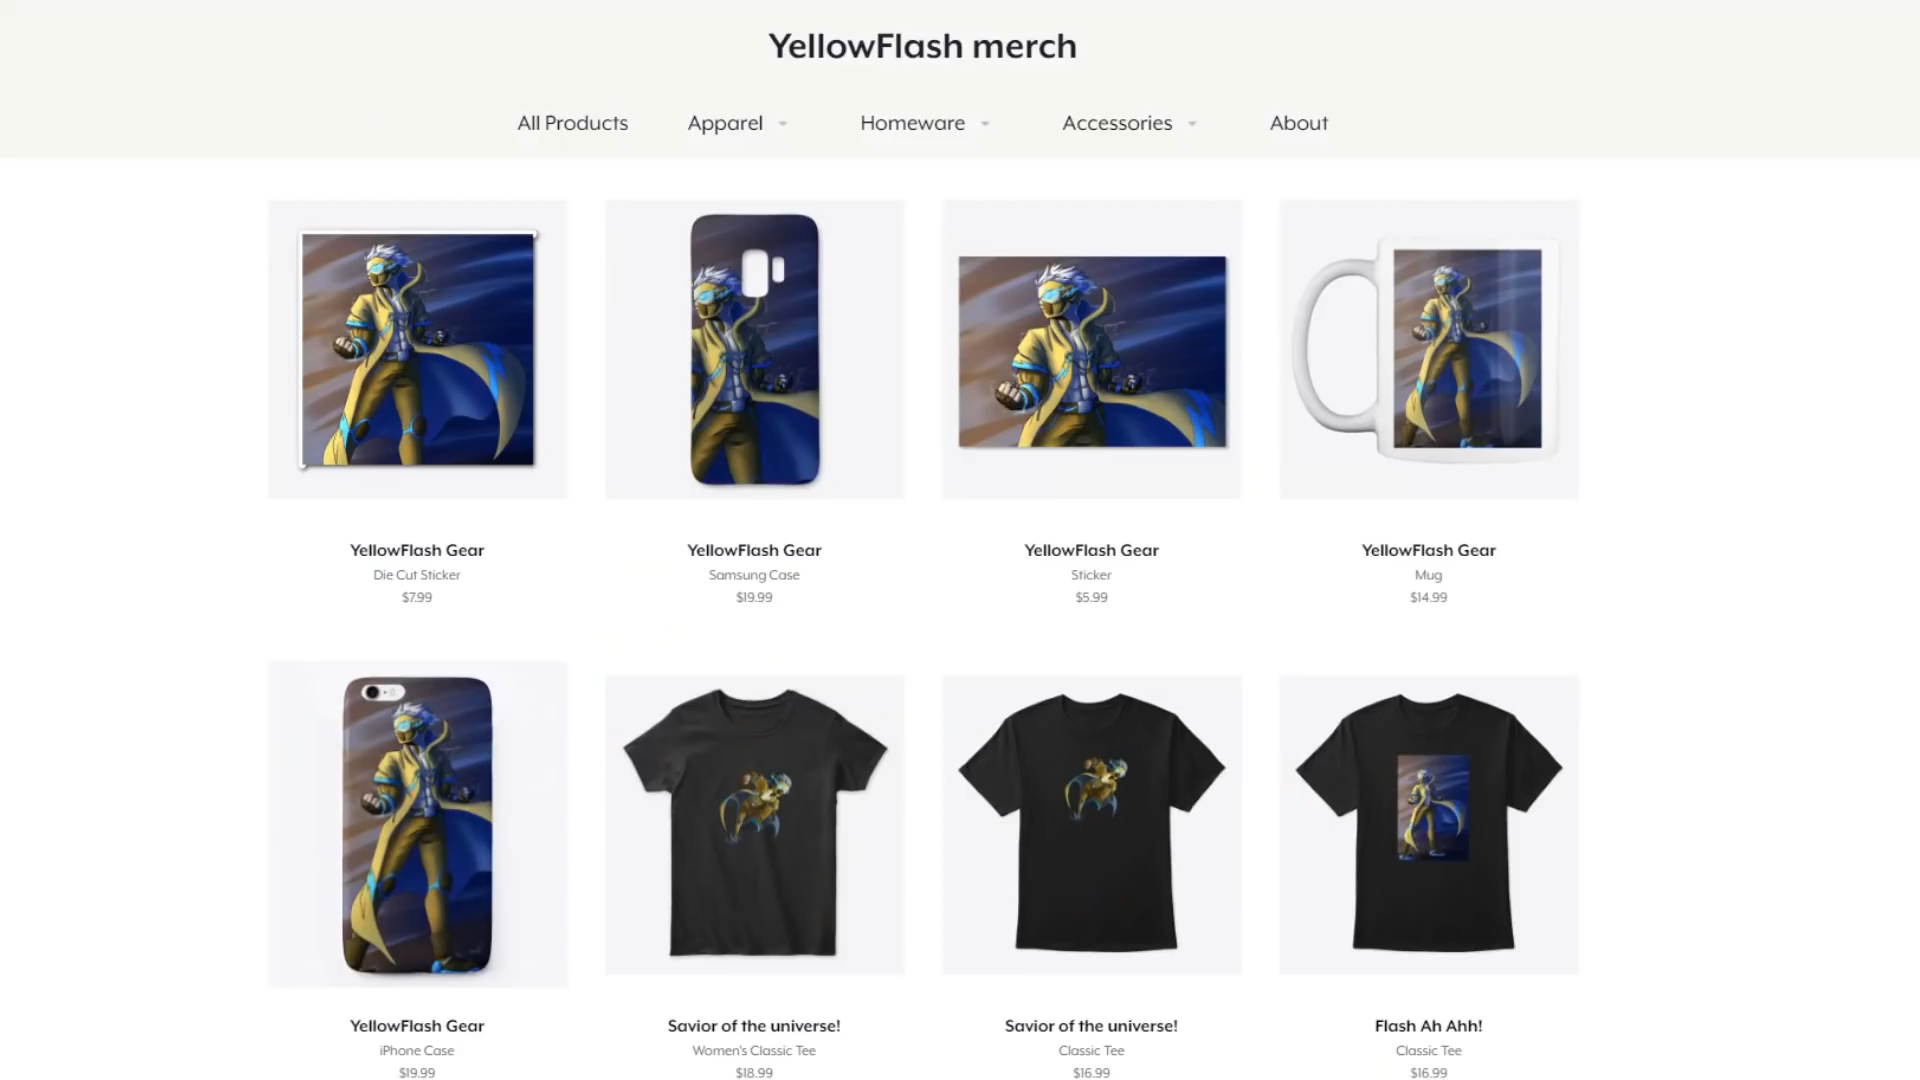 YellowFlash merch
All Products Apparel Homeware Accessories About
YellowFlash Gear
Die Cut Sticker
$7.99
YellowFlash Gear
Samsung Case
$19.99
YellowFlash Gear
Sticker
$5.99
YellowFlash Gear
Mug
$14.99
YellowFlash Gear
iPhone Case
$19.99
Savior of the universe!
Women's Classic Tee
$18.99
Savior of the universe!
Classic Tee
$16.99
Flash Ah Ahh!
Classic Tee
$16.99